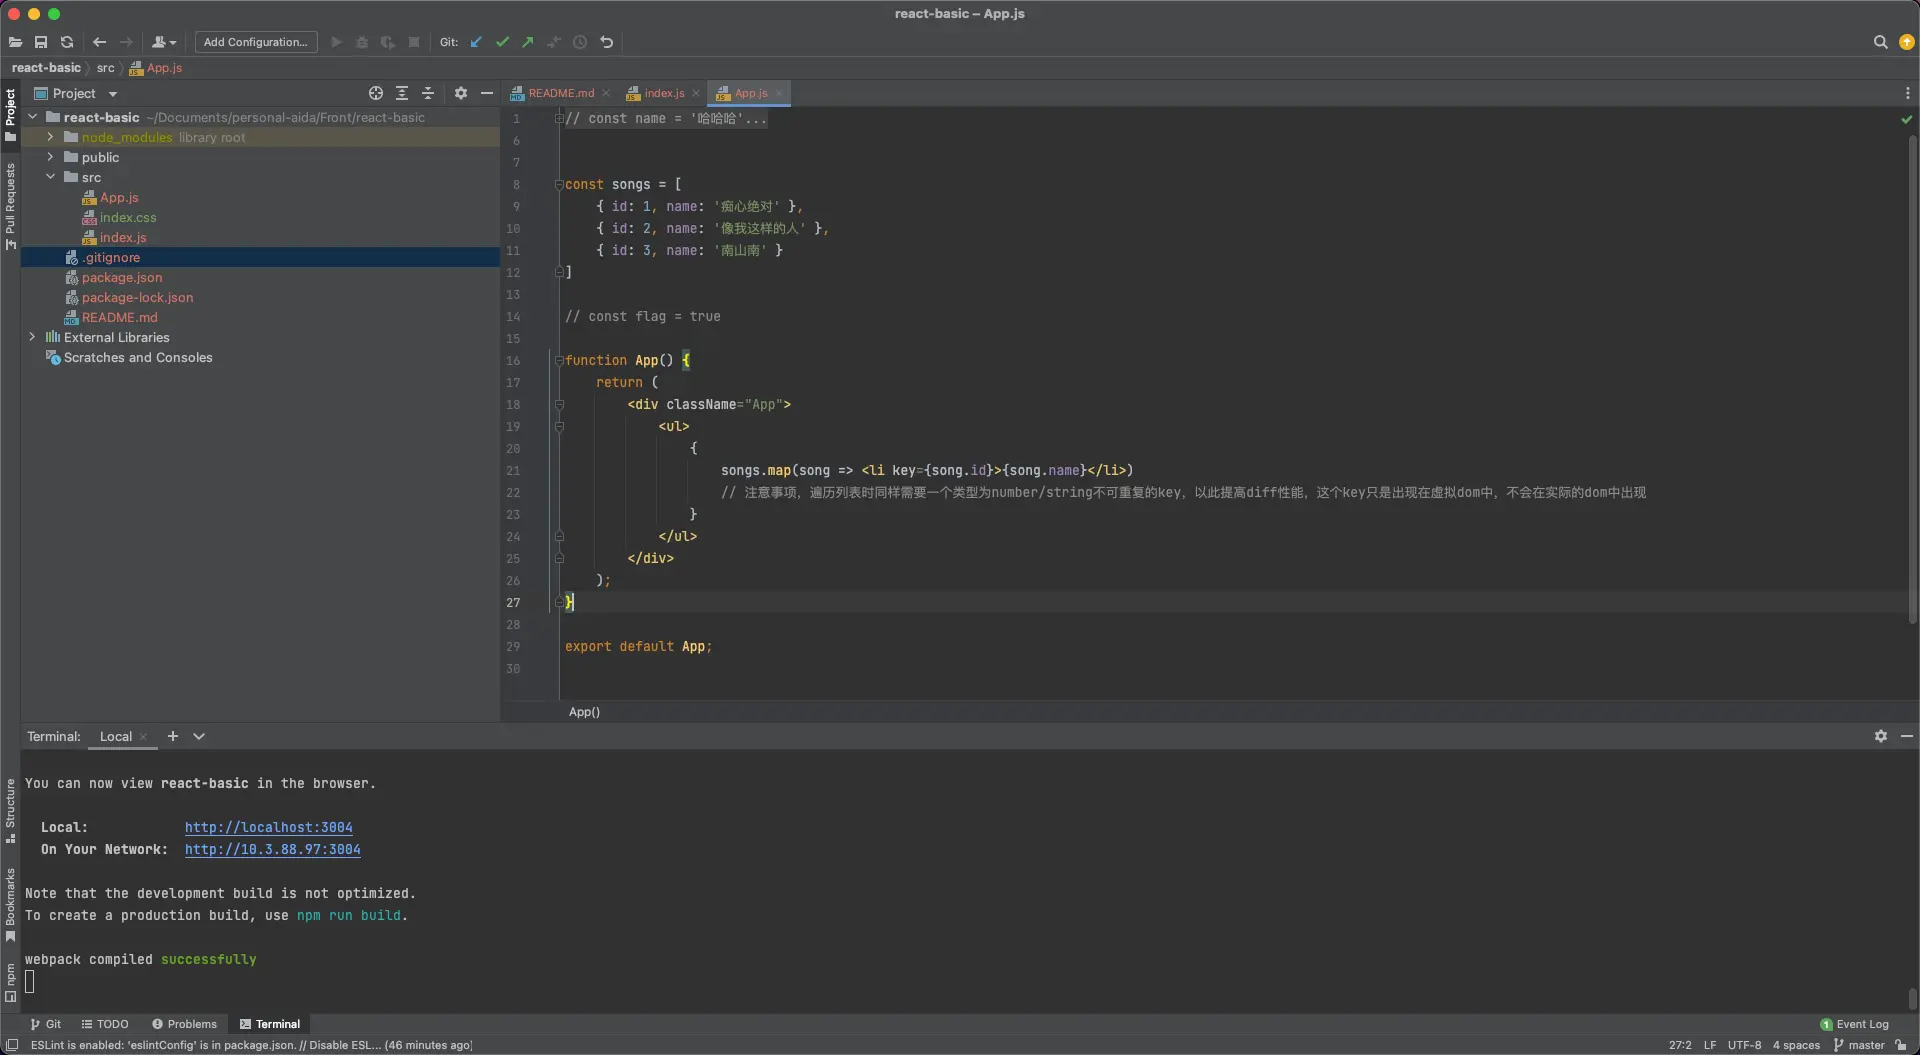 react-basic – App.js
Add Configuration...
Git:
react-basic src App.js
Project
README.md index.js App.js
react-basic ~/Documents/personal-aida/Front/react-basic
node_modules library root
public
src
App.js
index.css
index.js
.gitignore
package.json
package-lock.json
README.md
External Libraries
Scratches and Consoles
Project
Pull Requests
Structure
Bookmarks
npm
1 // const name = '哈哈哈'...
6
7
8 const songs = [
9 { id: 1, name: '痴心绝对' },
10 { id: 2, name: '像我这样的人' },
11 { id: 3, name: '南山南' }
12 ]
13
14 // const flag = true
15
16 function App() {
17 return (
18 <div className="App">
19 <ul>
20 {
21 songs.map(song => <li key={song.id}>{song.name}</li>)
22 // 注意事项，遍历列表时同样需要一个类型为number/string不可重复的key，以此提高diff性能，这个key只是出现在虚拟dom中，不会在实际的dom中出现
23 }
24 </ul>
25 </div>
26 );
27 }
28
29 export default App;
30
App()
Terminal: Local
You can now view react-basic in the browser.
Local: http://localhost:3004
On Your Network: http://10.3.88.97:3004
Note that the development build is not optimized.
To create a production build, use npm run build.
webpack compiled successfully
Git TODO Problems Terminal
1 Event Log
ESLint is enabled: 'eslintConfig' is in package.json. // Disable ESL... (46 minutes ago)
27:2 LF UTF-8 4 spaces master